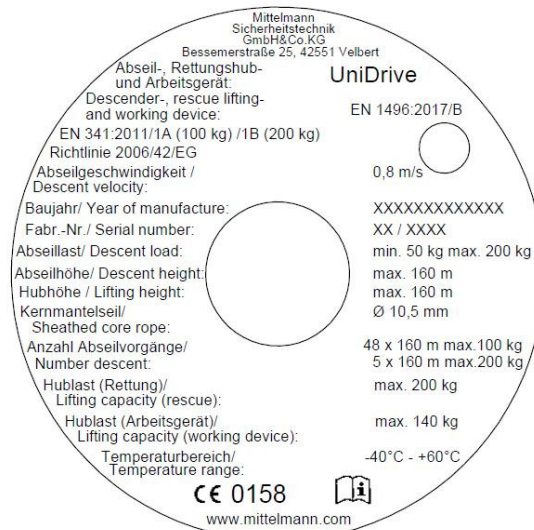 Mittelmann
Sicherheitstechnik
GmbH&Co.KG
Bessemerstraße 25, 42551 Velbert
Abseil-, Rettungshub-
und Arbeitsgerät:
UniDrive
Descender-, rescue lifting-
and working device:
EN 1496:2017/B
EN 341:2011/1A (100 kg) /1B (200 kg)
Richtlinie 2006/42/EG
Abseilgeschwindigkeit /
Descent velocity:
0,8 m/s
Baujahr/ Year of manufacture:
XXXXXXXXXXXXX
Fabr.-Nr./ Serial number:
XX / XXXX
Abseillast/ Descent load:
min. 50 kg max. 200 kg
Abseilhöhe/ Descent height:
max. 160 m
Hubhöhe / Lifting height:
max. 160 m
Kernmantelseil/
Sheathed core rope:
Ø 10,5 mm
Anzahl Abseilvorgänge/
Number descent:
48 x 160 m max.100 kg
5 x 160 m max.200 kg
Hublast (Rettung)/
Lifting capacity (rescue):
max. 200 kg
Hublast (Arbeitsgerät)/
Lifting capacity (working device):
max. 140 kg
Temperaturbereich/
Temperature range:
-40°C - +60°C
CE 0158
www.mittelmann.com